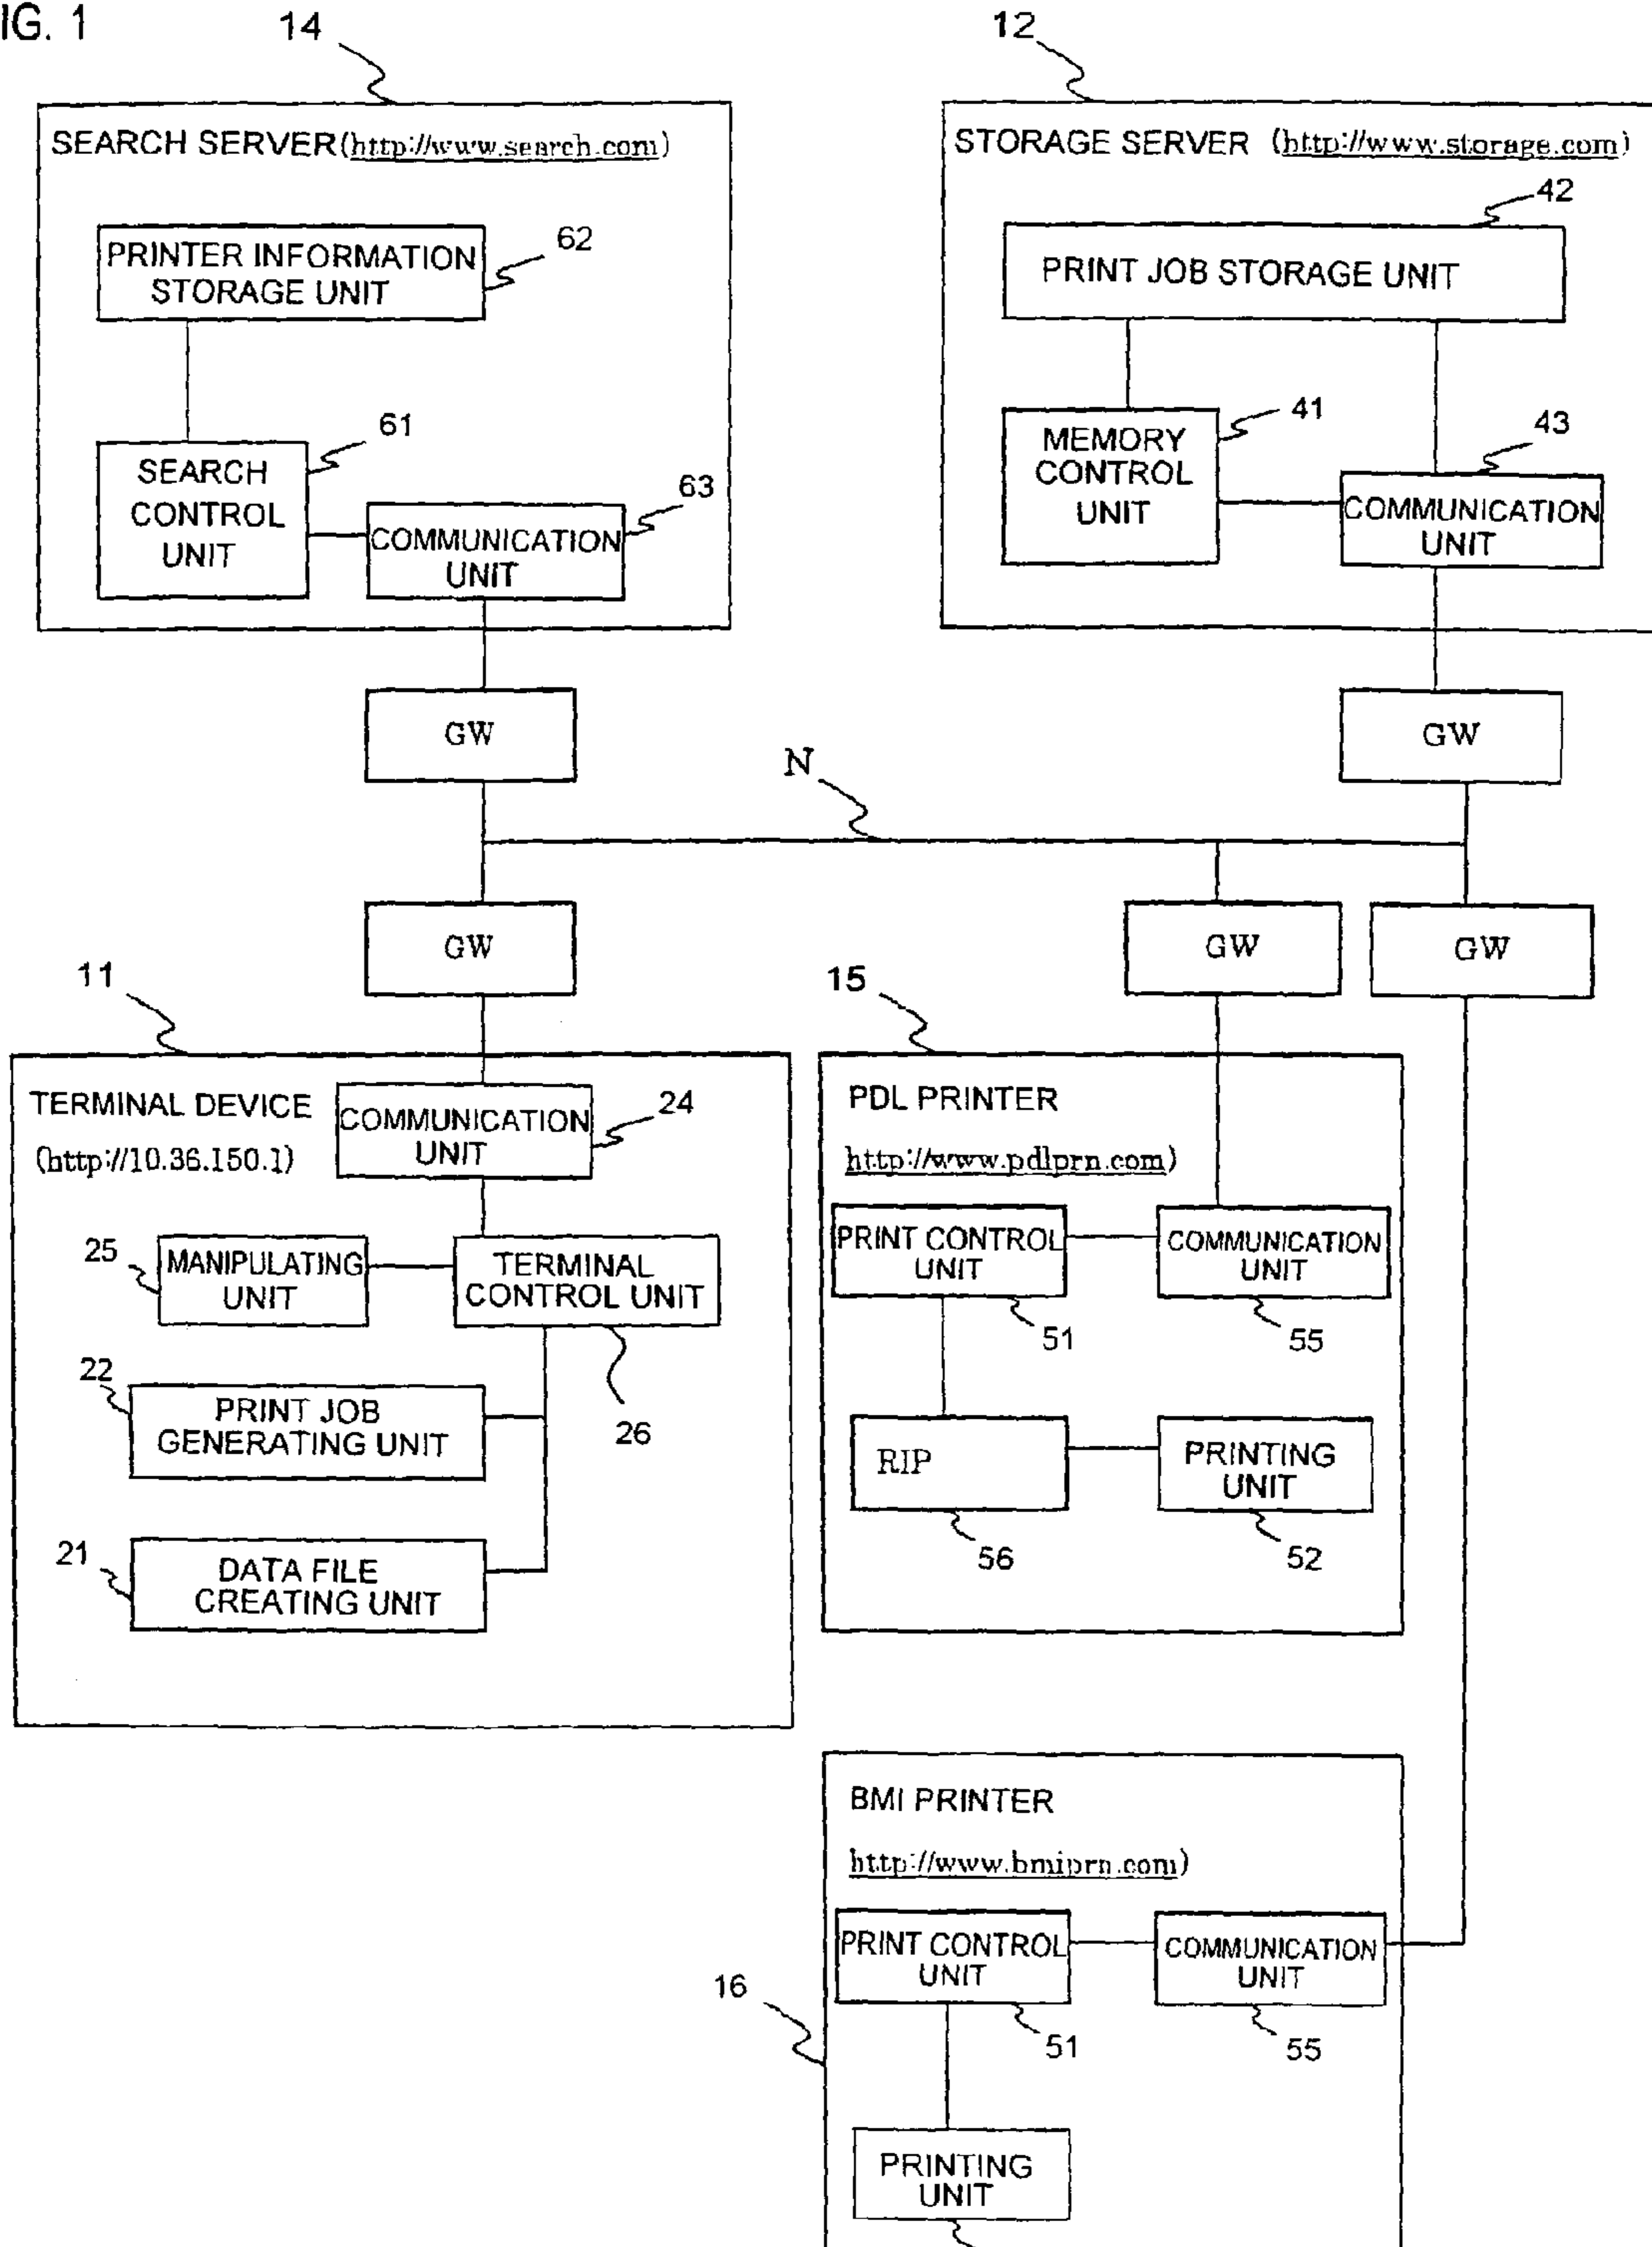 IG. 1
14
SEARCH SERVER(http://www.search.com)
PRINTER INFORMATION
STORAGE UNIT
62
61
SEARCH
CONTROL
UNIT
63
COMMUNICATION
UNIT
12
STORAGE SERVER (http://www.storage.com)
42
PRINT JOB STORAGE UNIT
41
MEMORY
CONTROL
UNIT
43
COMMUNICATION
UNIT
GW
GW
N
GW
GW
GW
11
TERMINAL DEVICE
(http://10.36.150.1)
COMMUNICATION
UNIT
24
25
MANIPULATING
UNIT
TERMINAL
CONTROL UNIT
26
22
PRINT JOB
GENERATING UNIT
21
DATA FILE
CREATING UNIT
15
PDL PRINTER
http://www.pdlprn.com)
PRINT CONTROL
UNIT
51
COMMUNICATION
UNIT
55
RIP
56
PRINTING
UNIT
52
16
BMI PRINTER
http://www.bmiprn.com)
PRINT CONTROL
UNIT
51
COMMUNICATION
UNIT
55
PRINTING
UNIT